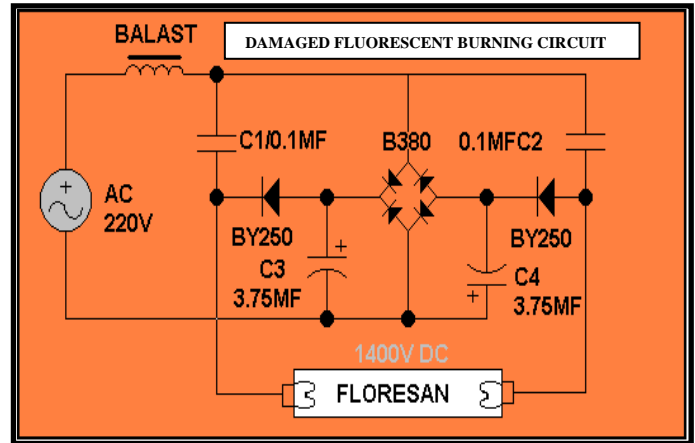 BALAST
DAMAGED FLUORESCENT BURNING CIRCUIT
C1/0.1MF
B380
0.1MFC2
AC
220V
BY250
BY250
C3
3.75MF
C4
3.75MF
1400V DC
FLORESAN